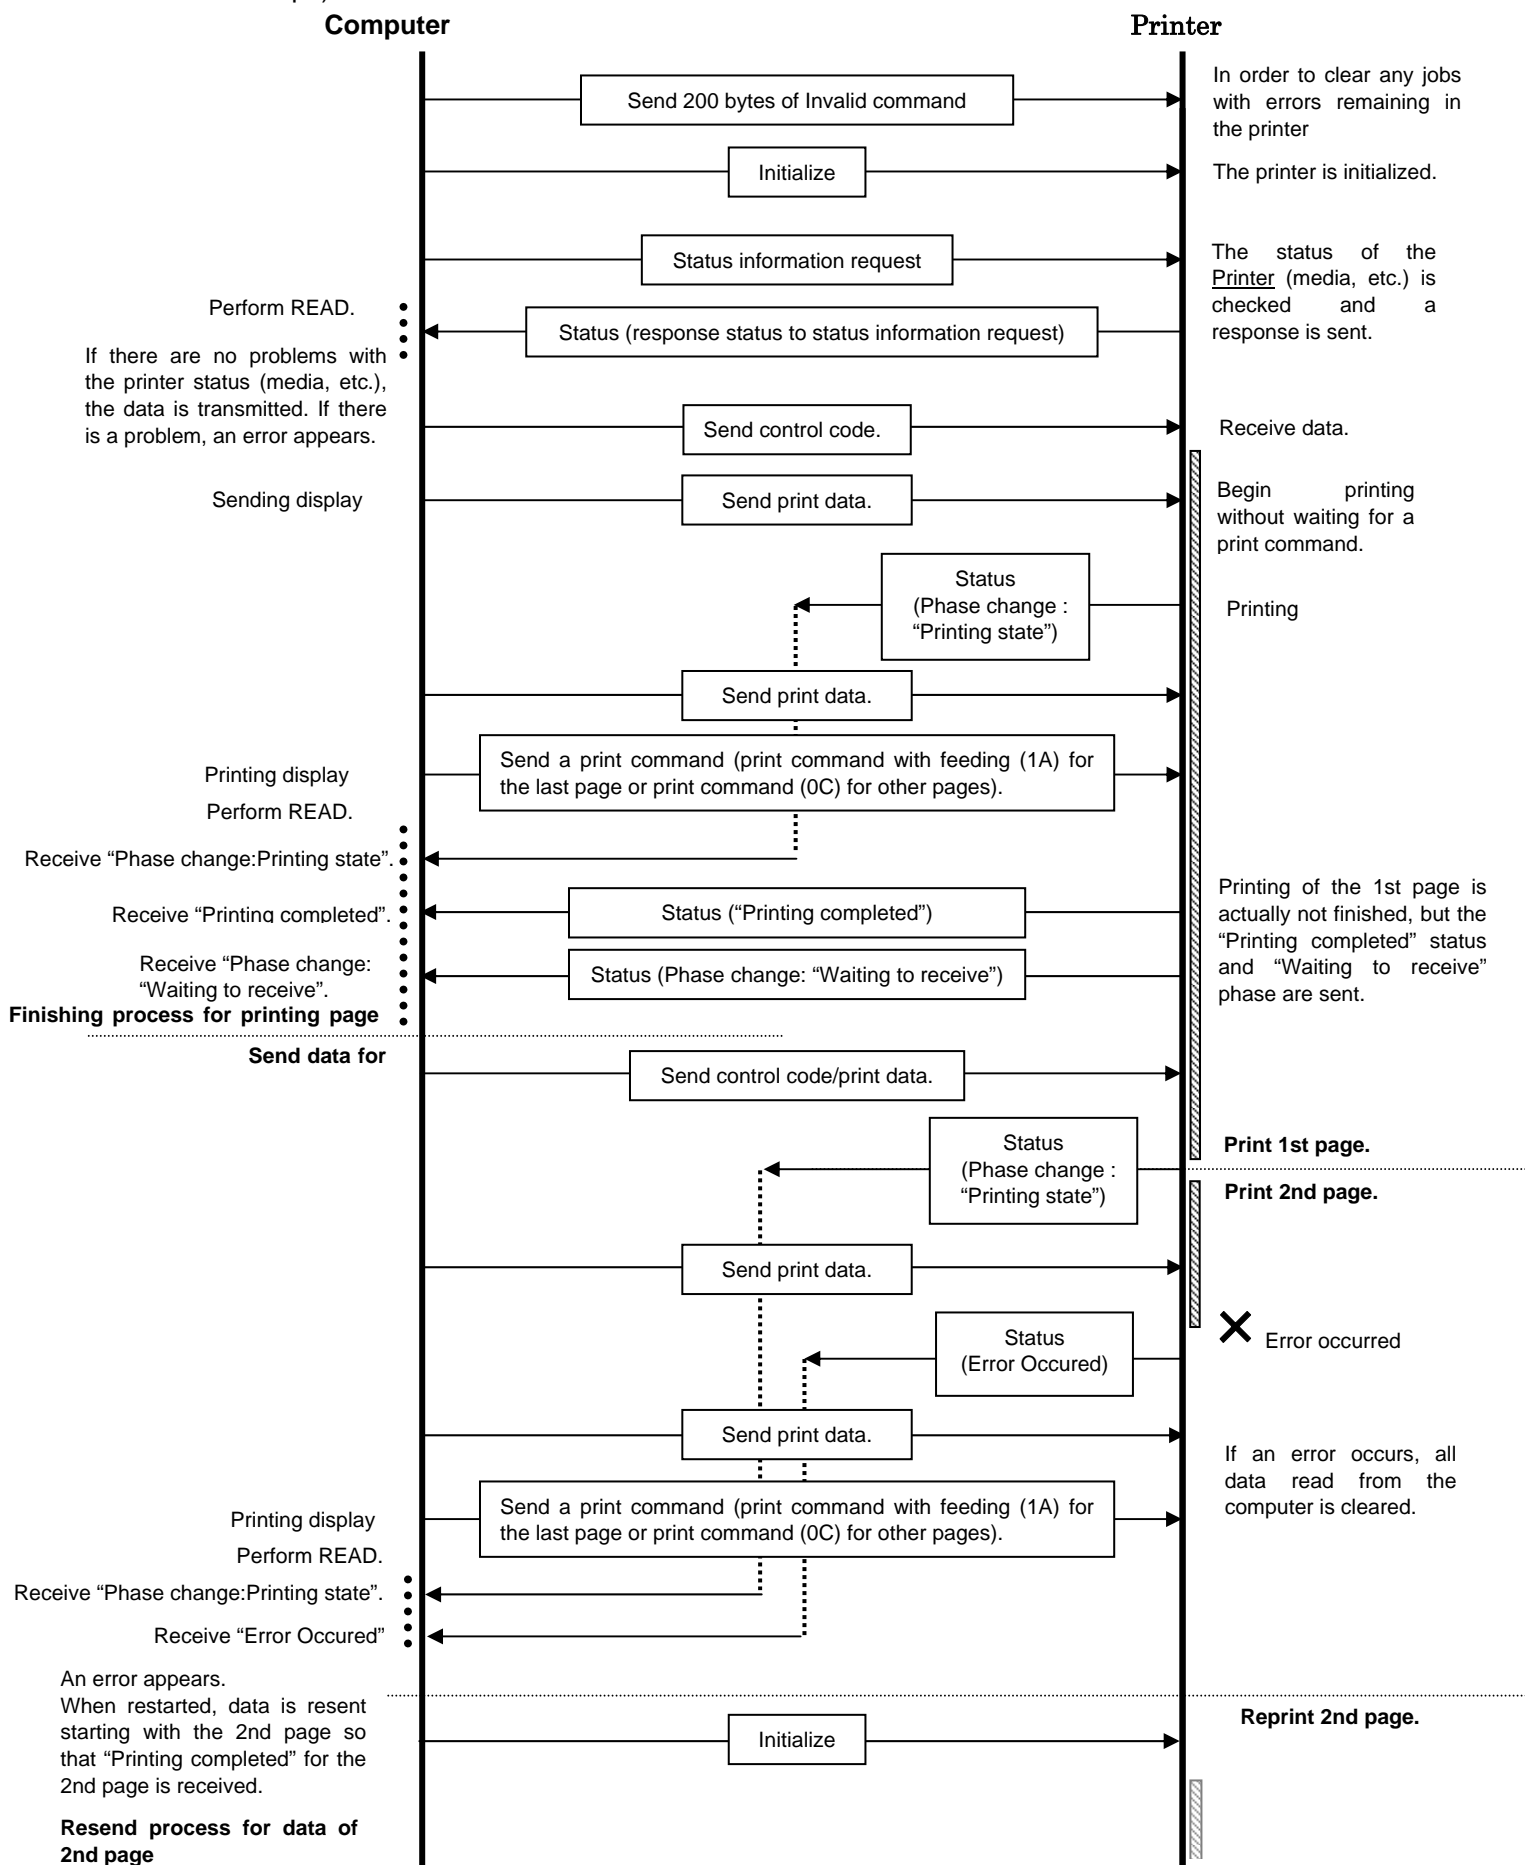 Computer
Printer
Send 200 bytes of Invalid command
In order to clear any jobs
with errors remaining in
the printer
Initialize
The printer is initialized.
Status information request
The status of the
Printer (media, etc.) is
checked and a
response is sent.
Perform READ.
Status (response status to status information request)
If there are no problems with
the printer status (media, etc.),
the data is transmitted. If there
is a problem, an error appears.
Send control code.
Receive data.
Sending display
Send print data.
Begin printing
without waiting for a
print command.
Status
(Phase change :
“Printing state”)
Printing
Send print data.
Printing display
Send a print command (print command with feeding (1A) for
the last page or print command (0C) for other pages).
Perform READ.
Receive “Phase change:Printing state”.
Receive “Printing completed”.
Status (“Printing completed”)
Printing of the 1st page is
actually not finished, but the
“Printing completed” status
and “Waiting to receive”
phase are sent.
Receive “Phase change:
“Waiting to receive”.
Status (Phase change: “Waiting to receive”)
Finishing process for printing page
Send data for
Send control code/print data.
Status
(Phase change :
“Printing state”)
Print 1st page.
Print 2nd page.
Send print data.
Status
(Error Occured)
Error occurred
Send print data.
If an error occurs, all
data read from the
computer is cleared.
Printing display
Send a print command (print command with feeding (1A) for
the last page or print command (0C) for other pages).
Perform READ.
Receive “Phase change:Printing state”.
Receive “Error Occured”
An error appears.
When restarted, data is resent
starting with the 2nd page so
that “Printing completed” for the
2nd page is received.
Reprint 2nd page.
Initialize
Resend process for data of
2nd page